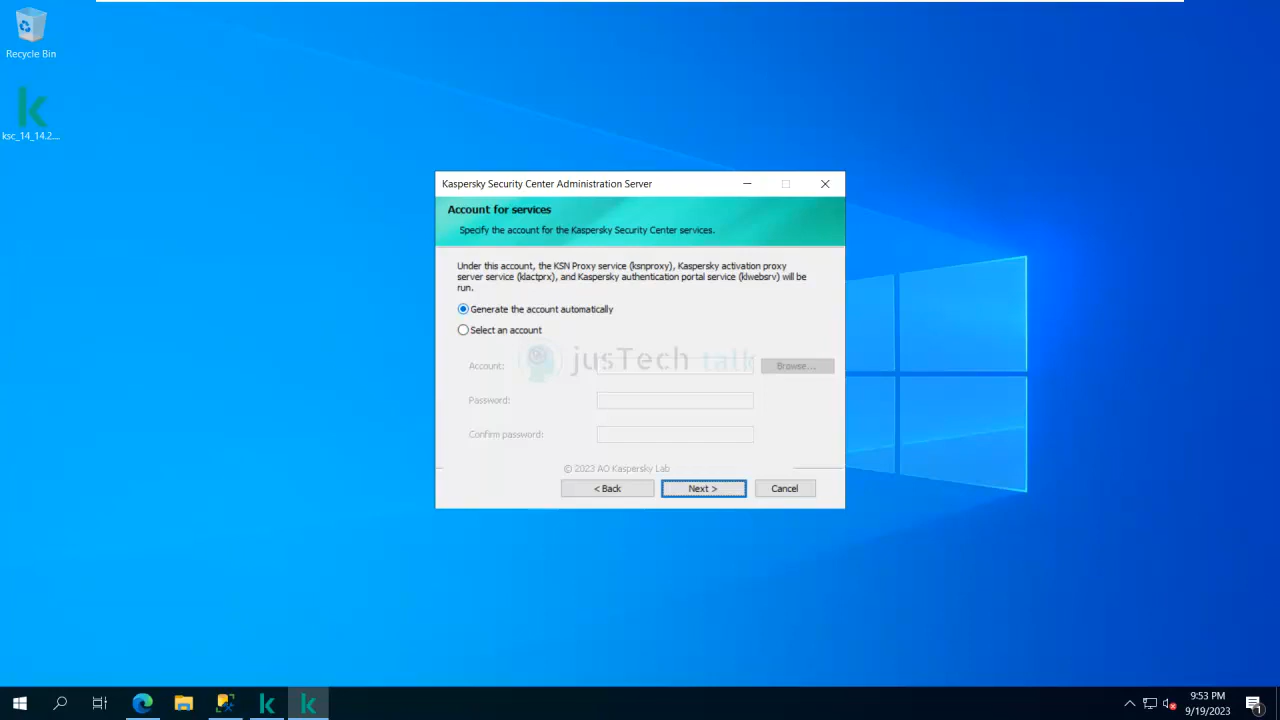 Recycle Bin
ksc_14_14.2....
Kaspersky Security Center Administration Server
Account for services
Specify the account for the Kaspersky Security Center services.
Under this account, the KSN Proxy service (ksnproxy), Kaspersky activation proxy
server service (klactprx), and Kaspersky authentication portal service (klwebsrv) will be
run.
Generate the account automatically
Select an account
jusTech talk
Account:
Browse...
Password:
Confirm password:
© 2023 AO Kaspersky Lab
< Back
Next >
Cancel
9:53 PM
9/19/2023
1